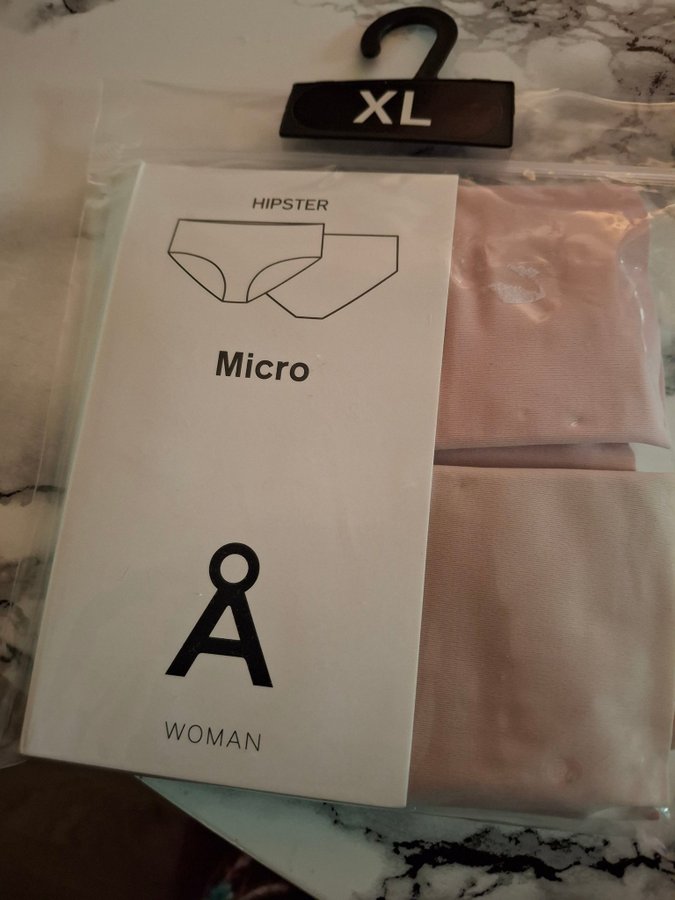 XL
HIPSTER
Micro
Å
WOMAN